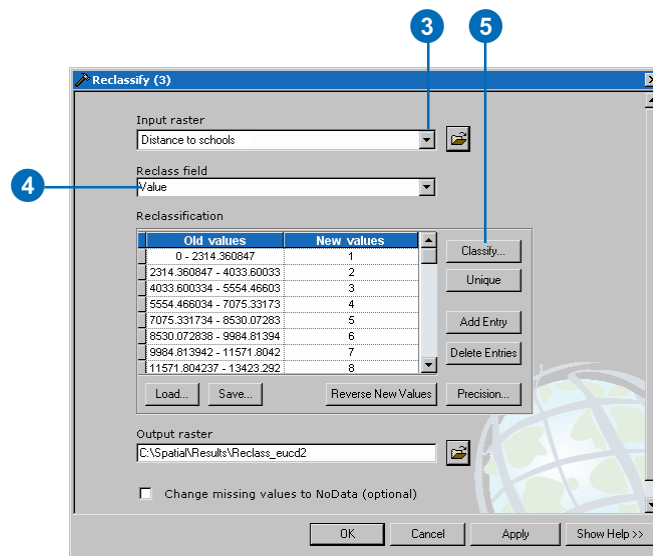 3 5
Reclassify (3)
Input raster
Distance to schools
Reclass field
4
Value
Reclassification
Old values New values
0 - 2314.360847 1
2314.360847 - 4033.60033 2
4033.600334 - 5554.46603 3
5554.466034 - 7075.33173 4
7075.331734 - 8530.07283 5
8530.072838 - 9984.81394 6
9984.813942 - 11571.8042 7
11571.804237 - 13423.292 8
Classify...
Unique
Add Entry
Delete Entries
Load... Save... Reverse New Values Precision...
Output raster
C:\Spatial\Results\Reclass_eucd2
Change missing values to NoData (optional)
OK Cancel Apply Show Help >>